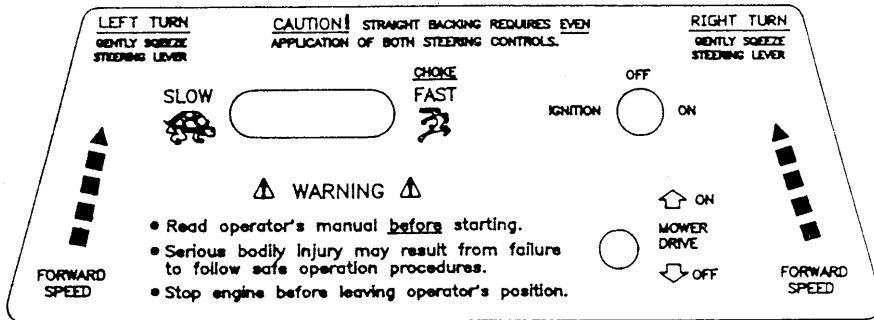 LEFT TURN
GENTLY SQEEZE
STEERING LEVER
CAUTION! STRAIGHT BACKING REQUIRES EVEN
APPLICATION OF BOTH STEERING CONTROLS.
RIGHT TURN
GENTLY SQEEZE
STEERING LEVER
SLOW
CHOKE
FAST
OFF
IGNITION
ON
WARNING
• Read operator's manual before starting.
• Serious bodily injury may result from failure
to follow safe operation procedures.
• Stop engine before leaving operator's position.
ON
MOWER
DRIVE
OFF
FORWARD
SPEED
FORWARD
SPEED